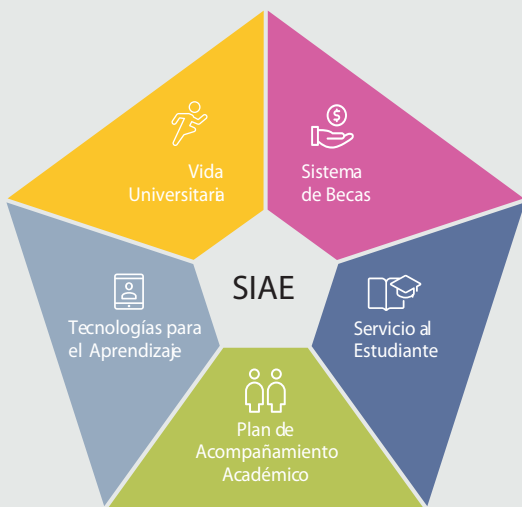 Vida
Universitaria
Sistema
de Becas
SIAE
Tecnologías para
el Aprendizaje
Servicio al
Estudiante
Plan de
Acompañamiento
Académico